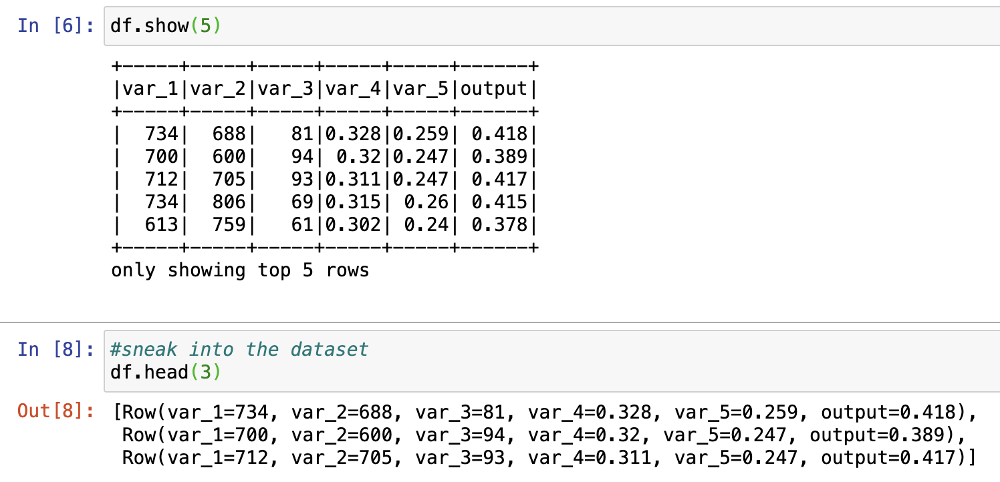 In [6]: df.show(5)
+-----+-----+-----+-----+-----+------+
|var_1|var_2|var_3|var_4|var_5|output|
+-----+-----+-----+-----+-----+------+
|  734|  688|   81|0.328|0.259| 0.418|
|  700|  600|   94| 0.32|0.247| 0.389|
|  712|  705|   93|0.311|0.247| 0.417|
|  734|  806|   69|0.315| 0.26| 0.415|
|  613|  759|   61|0.302| 0.24| 0.378|
+-----+-----+-----+-----+-----+------+
only showing top 5 rows
In [8]: #sneak into the dataset
df.head(3)
Out[8]: [Row(var_1=734, var_2=688, var_3=81, var_4=0.328, var_5=0.259, output=0.418),
Row(var_1=700, var_2=600, var_3=94, var_4=0.32, var_5=0.247, output=0.389),
Row(var_1=712, var_2=705, var_3=93, var_4=0.311, var_5=0.247, output=0.417)]